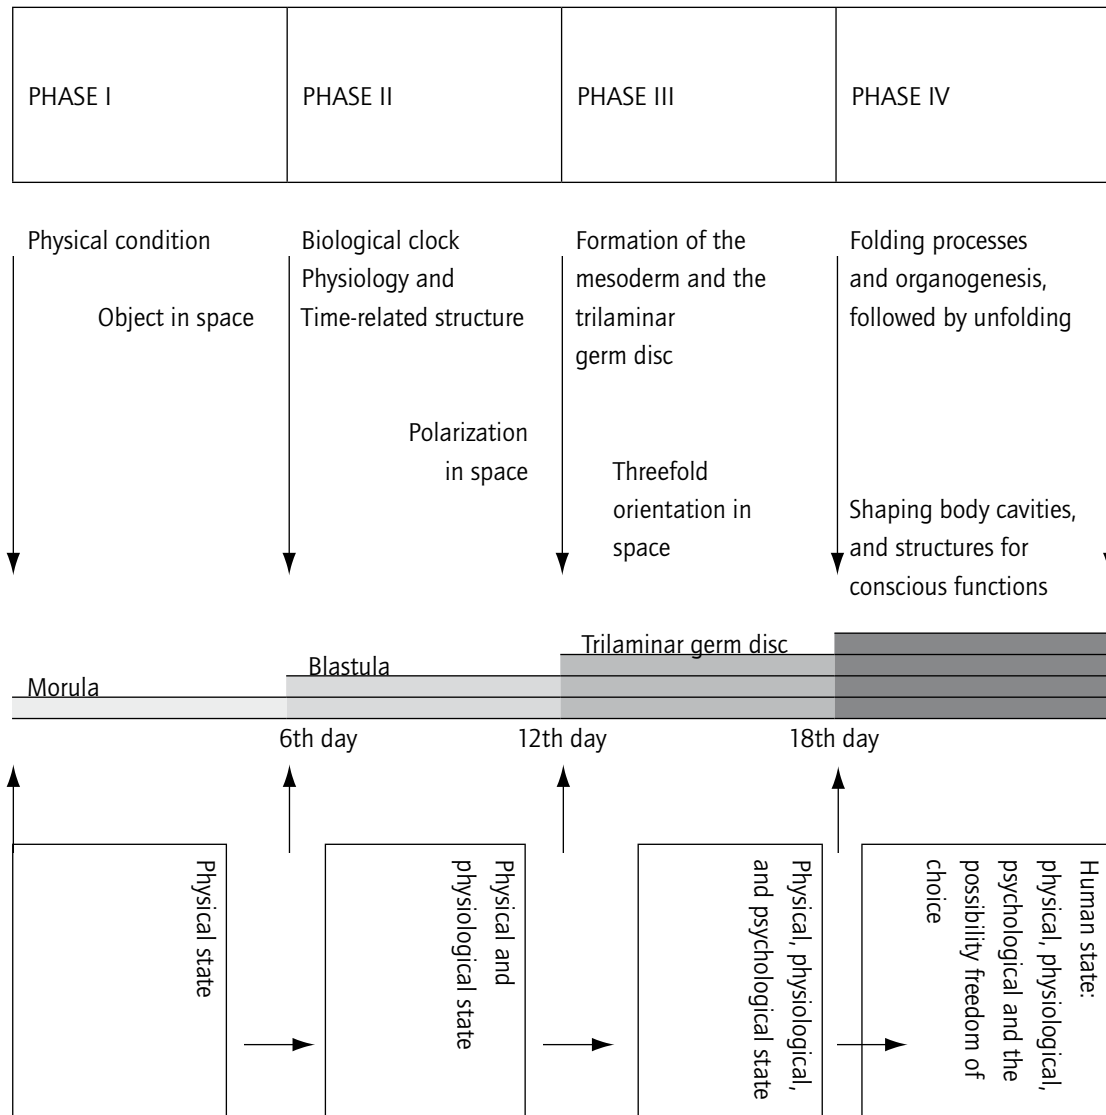 PHASE I
PHASE II
PHASE III
PHASE IV
Physical condition
Object in space
Biological clock
Physiology and
Time-related structure
Polarization
in space
Formation of the
mesoderm and the
trilaminar
germ disc
Threefold
orientation in
space
Folding processes
and organogenesis,
followed by unfolding
Shaping body cavities,
and structures for
conscious functions
Morula
Blastula
Trilaminar germ disc
6th day
12th day
18th day
Physical state
Physical and
physiological state
Physical, physiological,
and psychological state
Human state:
physical, physiological,
psychological and the
possibility freedom of
choice